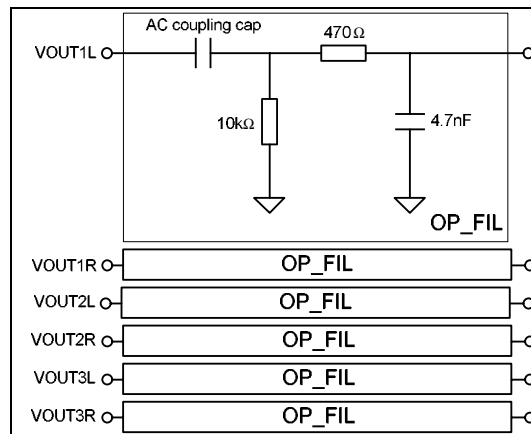 AC coupling cap
VOUT1L
470Ω
10kΩ
4.7nF
OP_FIL
VOUT1R OP_FIL
VOUT2L OP_FIL
VOUT2R OP_FIL
VOUT3L OP_FIL
VOUT3R OP_FIL